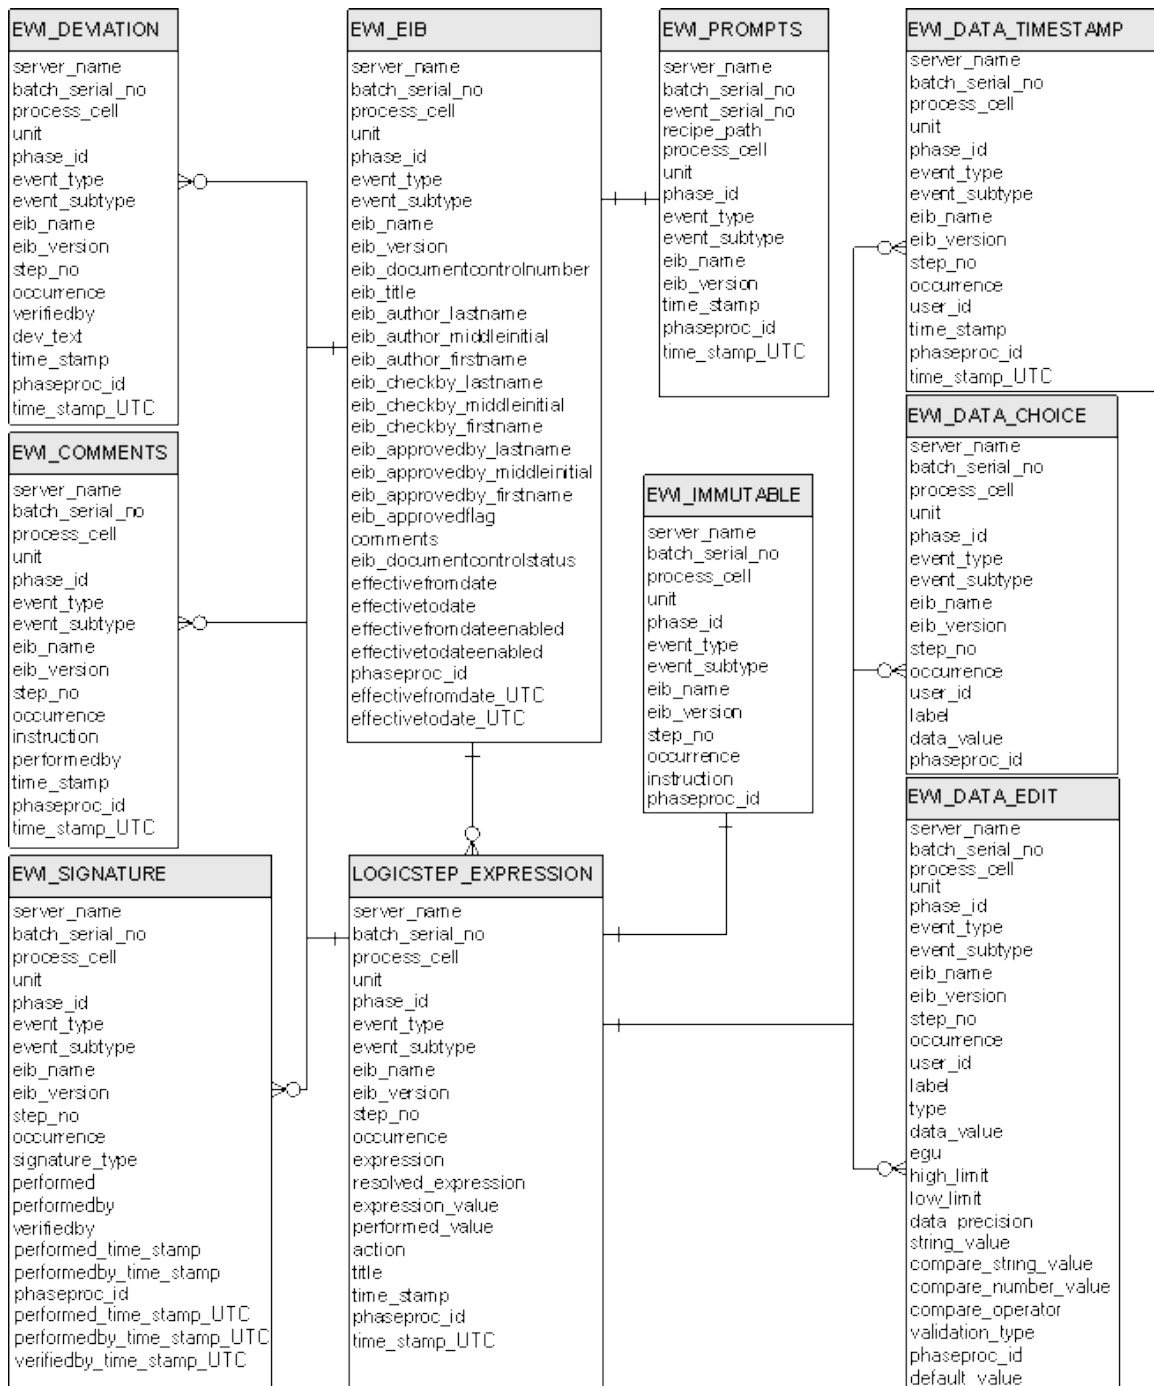 EWI_DEVIATION
server_name
batch_serial_no
process_cell
unit
phase_id
event_type
event_subtype
eib_name
eib_version
step_no
occurrence
verifiedby
dev_text
time_stamp
phaseproc_id
time_stamp_UTC
EWI_COMMENTS
server_name
batch_serial_no
process_cell
unit
phase_id
event_type
event_subtype
eib_name
eib_version
step_no
occurrence
instruction
performedby
time_stamp
phaseproc_id
time_stamp_UTC
EWI_SIGNATURE
server_name
batch_serial_no
process_cell
unit
phase_id
event_type
event_subtype
eib_name
eib_version
step_no
occurrence
signature_type
performed
performedby
verifiedby
performed_time_stamp
performedby_time_stamp
phaseproc_id
performed_time_stamp_UTC
performedby_time_stamp_UTC
verifiedby_time_stamp_UTC
EWI_EIB
server_name
batch_serial_no
process_cell
unit
phase_id
event_type
event_subtype
eib_name
eib_version
eib_documentcontrolnumber
eib_title
eib_author_lastname
eib_author_middleinitial
eib_author_firstname
eib_checkby_lastname
eib_checkby_middleinitial
eib_checkby_firstname
eib_approvedby_lastname
eib_approvedby_middleinitial
eib_approvedby_firstname
eib_approvedflag
comments
eib_documentcontrolstatus
effectivefromdate
effectivetodate
effectivefromdateenabled
effectivetodateenabled
phaseproc_id
effectivefromdate_UTC
effectivetodate_UTC
LOGICSTEP_EXPRESSION
server_name
batch_serial_no
process_cell
unit
phase_id
event_type
event_subtype
eib_name
eib_version
step_no
occurrence
expression
resolved_expression
expression_value
performed_value
action
title
time_stamp
phaseproc_id
time_stamp_UTC
EWI_PROMPTS
server_name
batch_serial_no
event_serial_no
recipe_path
process_cell
unit
phase_id
event_type
event_subtype
eib_name
eib_version
time_stamp
phaseproc_id
time_stamp_UTC
EWI_IMMUTABLE
server_name
batch_serial_no
process_cell
unit
phase_id
event_type
event_subtype
eib_name
eib_version
step_no
occurrence
instruction
phaseproc_id
EWI_DATA_TIMESTAMP
server_name
batch_serial_no
process_cell
unit
phase_id
event_type
event_subtype
eib_name
eib_version
step_no
occurrence
user_id
time_stamp
phaseproc_id
time_stamp_UTC
EWI_DATA_CHOICE
server_name
batch_serial_no
process_cell
unit
phase_id
event_type
event_subtype
eib_name
eib_version
step_no
occurrence
user_id
label
data_value
phaseproc_id
EWI_DATA_EDIT
server_name
batch_serial_no
process_cell
unit
phase_id
event_type
event_subtype
eib_name
eib_version
step_no
occurrence
user_id
label
type
data_value
egu
high_limit
low_limit
data_precision
string_value
compare_string_value
compare_number_value
compare_operator
validation_type
phaseproc_id
default_value